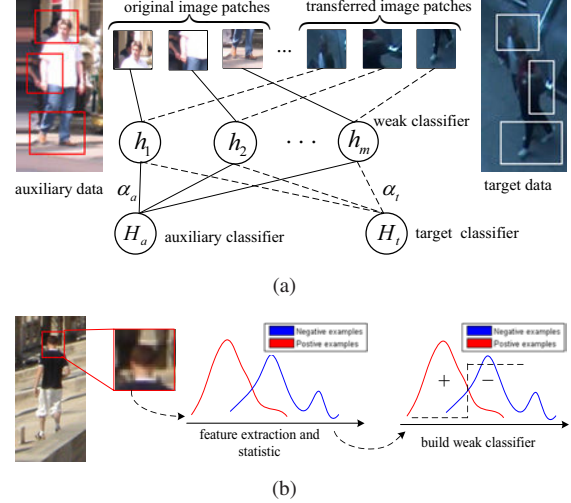 original image patches
transferred image patches
...
h1
h2
· · ·
hm
weak classifier
auxiliary data
target data
αa
αt
Ha
auxiliary classifier
Ht
target classifier
(a)
Negative examples
Postive examples
Negative examples
Postive examples
+
−
feature extraction and
statistic
build weak classifier
(b)